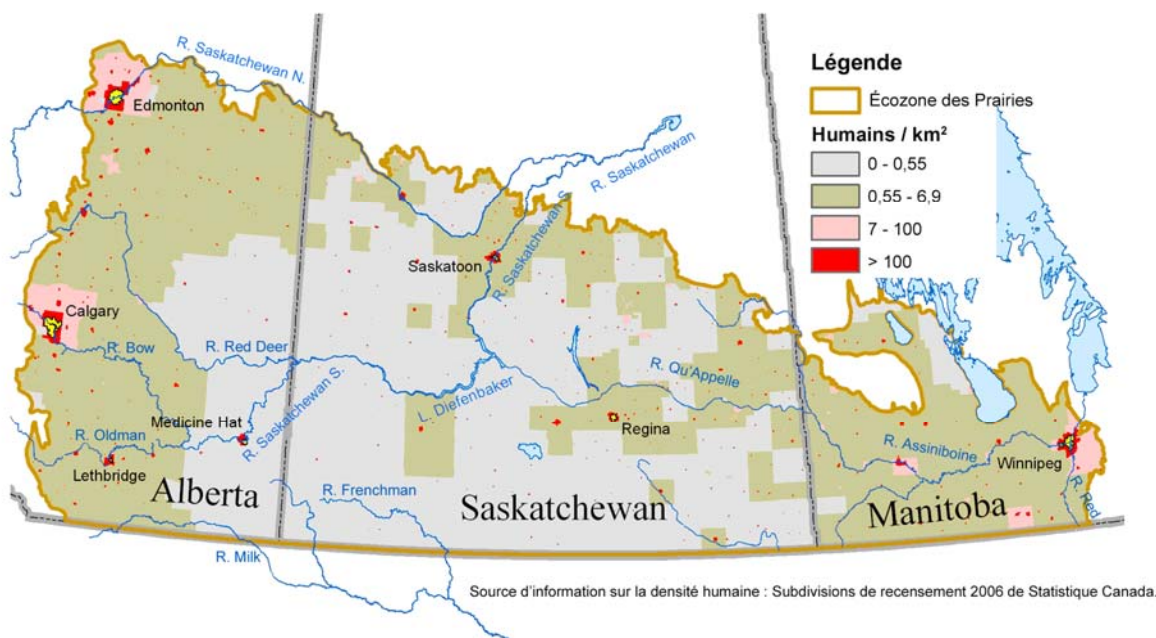 R. Saskatchewan N.
Edmonton
Légende
Écozone des Prairies
Humains / km²
0 - 0,55
0,55 - 6,9
7 - 100
> 100
R. Saskatchewan
R. Saskatchewan S.
Saskatoon
Calgary
R. Bow
R. Red Deer
L. Diefenbaker
R. Qu'Appelle
Medicine Hat
R. Saskatchewan S.
R. Oldman
Lethbridge
Regina
R. Assiniboine
Winnipeg
R. Red
Alberta
R. Frenchman
Saskatchewan
Manitoba
R. Milk
Source d'information sur la densité humaine : Subdivisions de recensement 2006 de Statistique Canada.